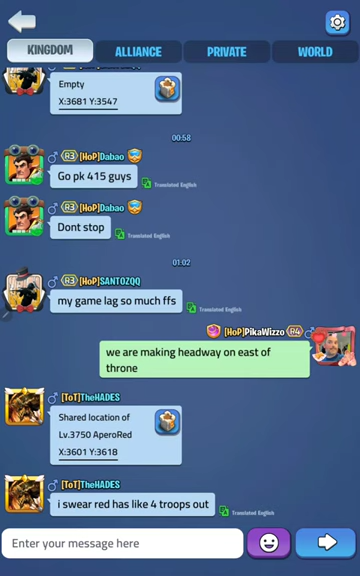 KINGDOM
ALLIANCE
PRIVATE
WORLD
Empty
X:3681 Y:3547
00:58
R3 [HoP]Dabao
Go pk 415 guys
Translated English
R3 [HoP]Dabao
Dont stop
Translated English
01:02
R3 [HoP]SANTOZQQ
my game lag so much ffs
Translated English
[HoP]PikaWizzo R4
we are making headway on east of
throne
[ToT]TheHADES
Shared location of
Lv.3750 AperoRed
X:3601 Y:3618
[ToT]TheHADES
i swear red has like 4 troops out
Translated English
Enter your message here